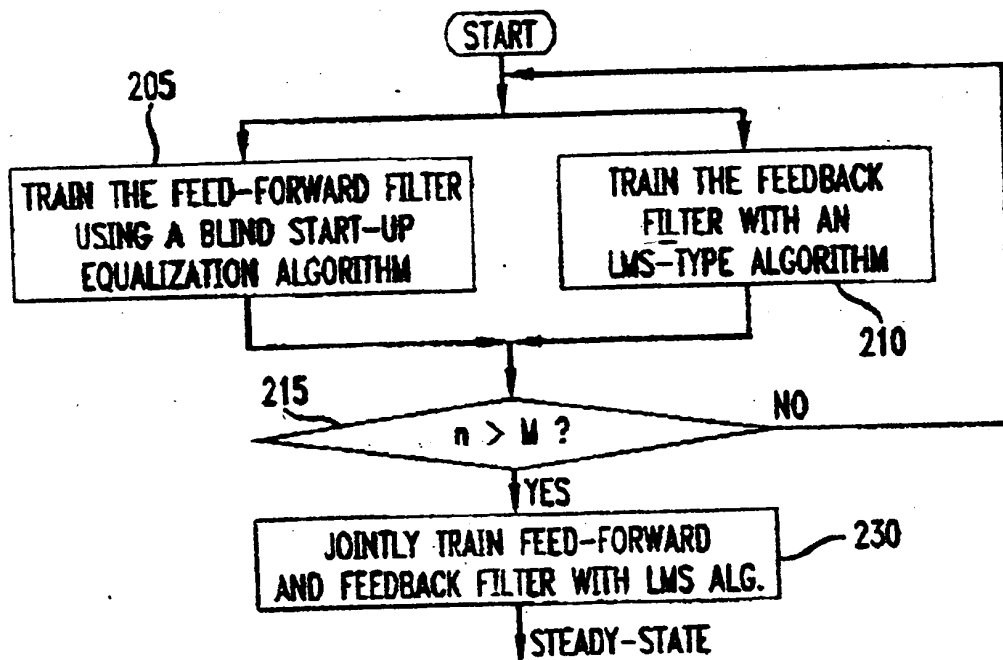 START
205
TRAIN THE FEED-FORWARD FILTER
USING A BLIND START-UP
EQUALIZATION ALGORITHM
TRAIN THE FEEDBACK
FILTER WITH AN
LMS-TYPE ALGORITHM
210
215
n > M ?
NO
YES
JOINTLY TRAIN FEED-FORWARD
AND FEEDBACK FILTER WITH LMS ALG.
230
STEADY-STATE